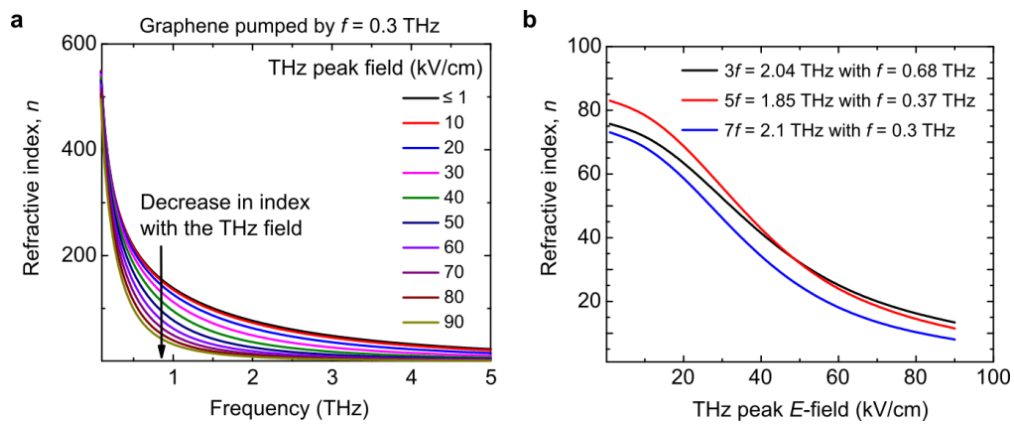 a
Graphene pumped by f = 0.3 THz
600
400
200
Refractive index, n
THz peak field (kV/cm)
≤ 1
10
20
30
40
50
60
70
80
90
Decrease in index
with the THz field
1
2
3
4
5
Frequency (THz)
b
100
80
60
40
20
Refractive index, n
3f = 2.04 THz with f = 0.68 THz
5f = 1.85 THz with f = 0.37 THz
7f = 2.1 THz with f = 0.3 THz
20
40
60
80
100
THz peak E-field (kV/cm)